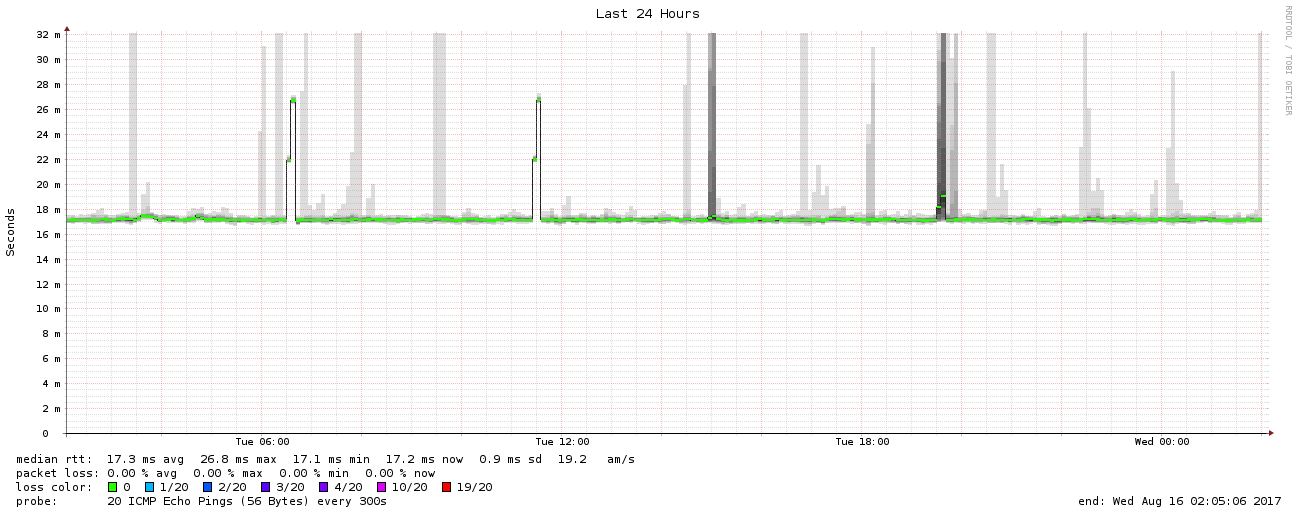 Last 24 Hours
RRDTOOL / TOBI OETIKER
Seconds
32 m
30 m
28 m
26 m
24 m
22 m
20 m
18 m
16 m
14 m
12 m
10 m
8 m
6 m
4 m
2 m
0
Tue 06:00 Tue 12:00 Tue 18:00 Wed 00:00
median rtt: 17.3 ms avg 26.8 ms max 17.1 ms min 17.2 ms now 0.9 ms sd 19.2 am/s
packet loss: 0.00 % avg 0.00 % max 0.00 % min 0.00 % now
loss color: 0 1/20 2/20 3/20 4/20 10/20 19/20
probe: 20 ICMP Echo Pings (56 Bytes) every 300s end: Wed Aug 16 02:05:06 2017